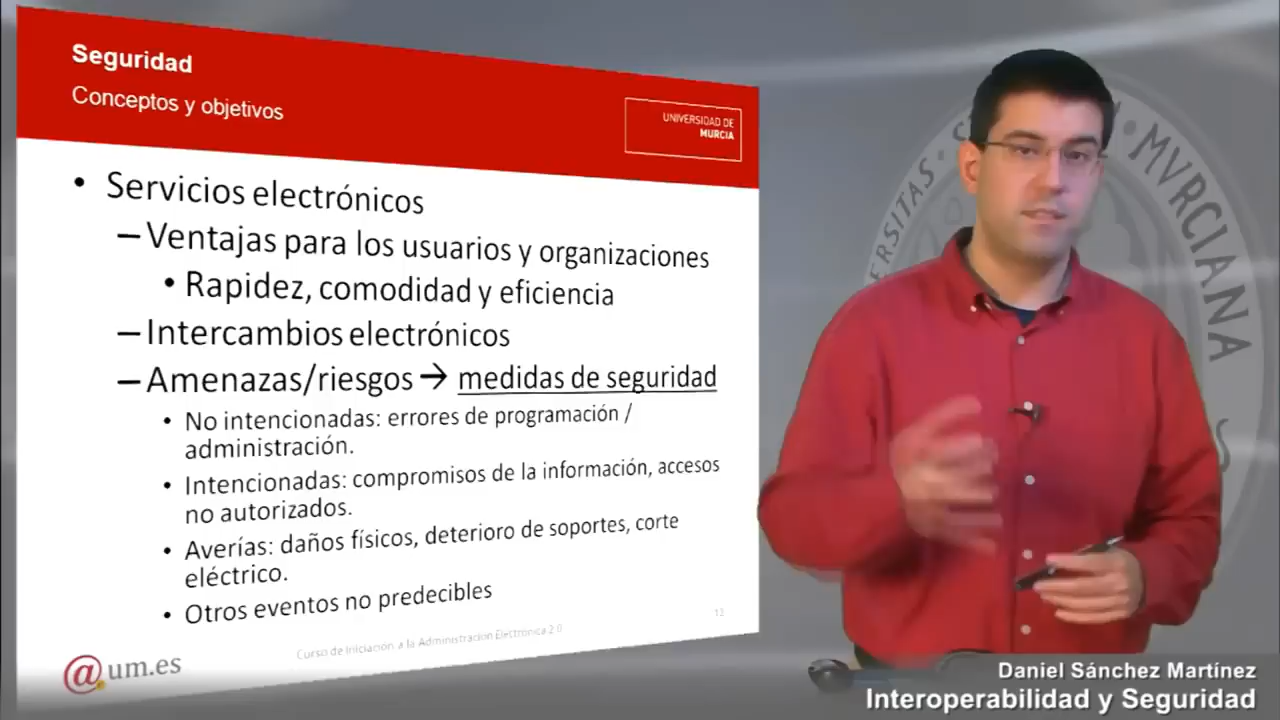 Seguridad
Conceptos y objetivos
UNIVERSIDAD DE
MURCIA
• Servicios electrónicos
– Ventajas para los usuarios y organizaciones
• Rapidez, comodidad y eficiencia
– Intercambios electrónicos
– Amenazas/riesgos → medidas de seguridad
• No intencionadas: errores de programación /
administración.
• Intencionadas: compromisos de la información, accesos
no autorizados.
• Averías: daños físicos, deterioro de soportes, corte
eléctrico.
• Otros eventos no predecibles
Curso de Iniciación a la Administración Electrónica 2.0
@um.es
MVRCIANA
Daniel Sánchez Martínez
Interoperabilidad y Seguridad